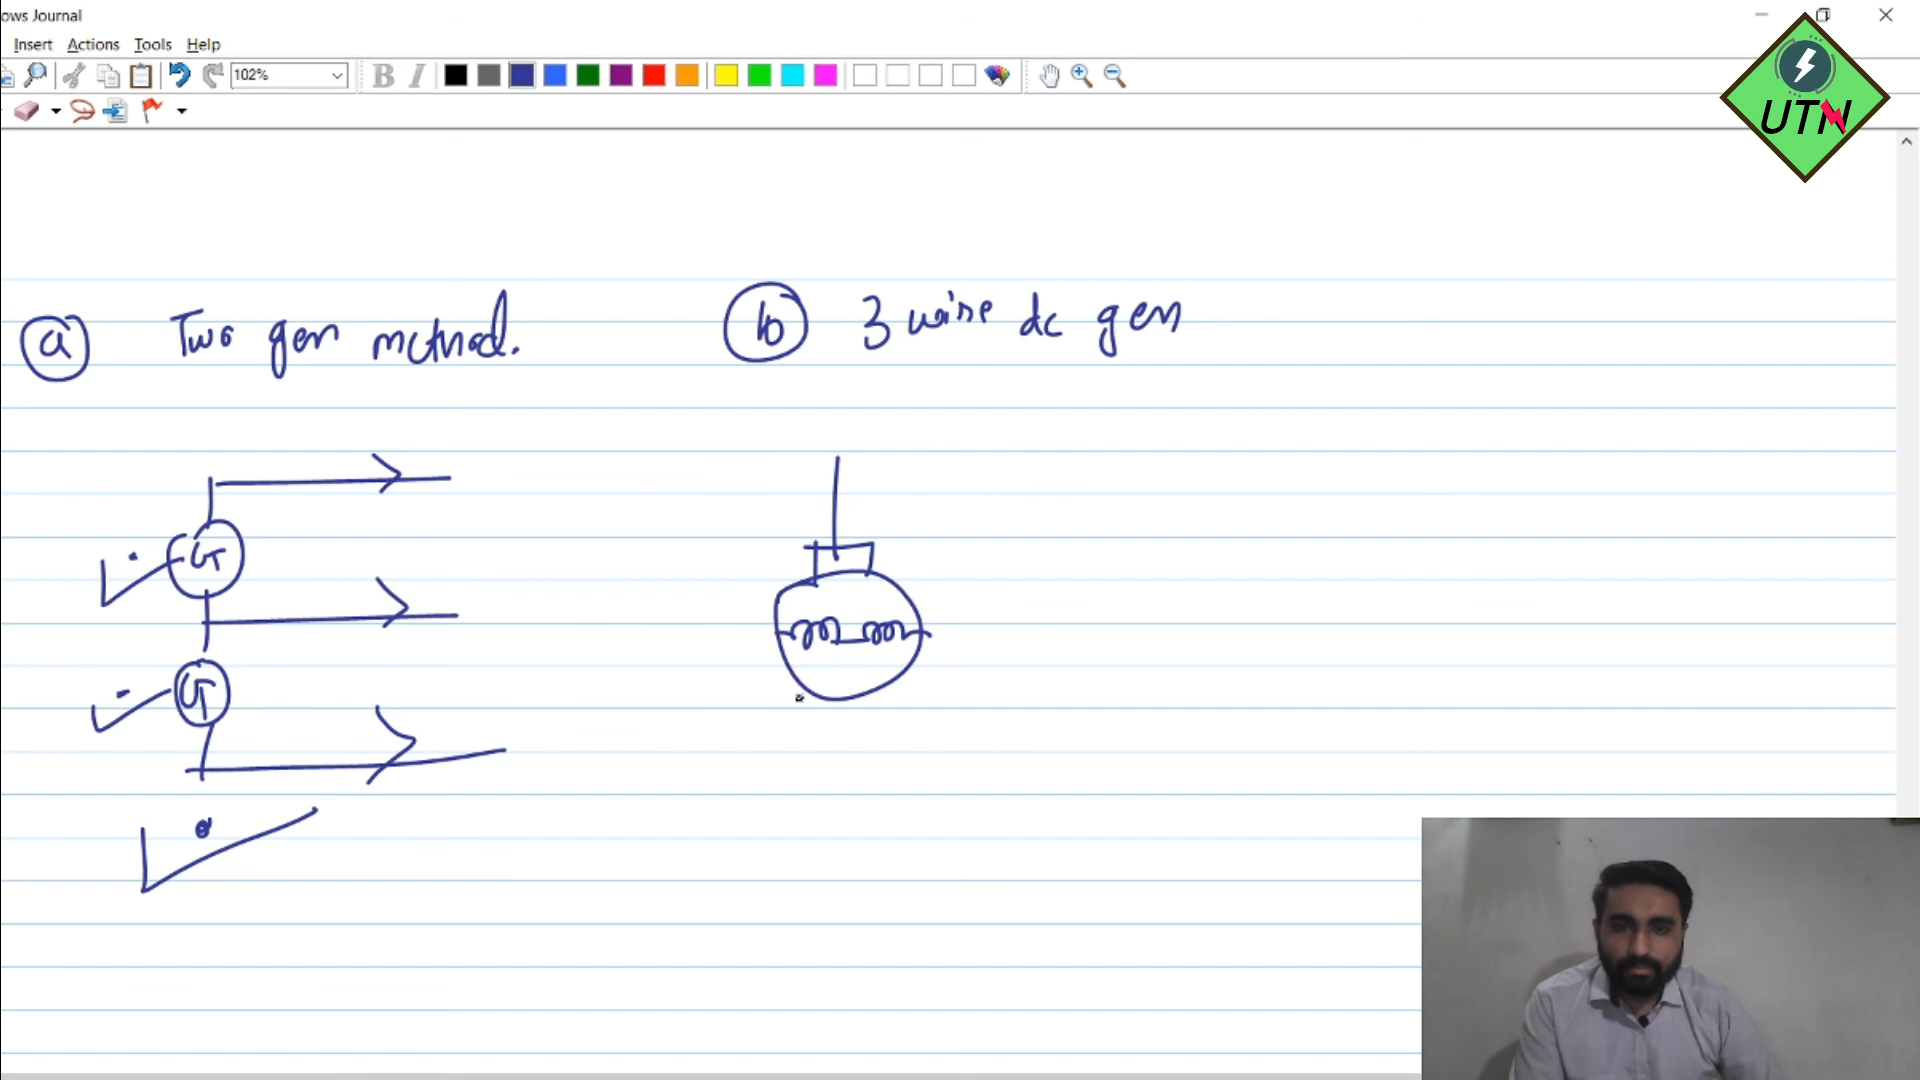 ows Journal
Insert Actions Tools Help
102%
B I
UTN
a Two gen method.
b 3 wire dc gen
G
G